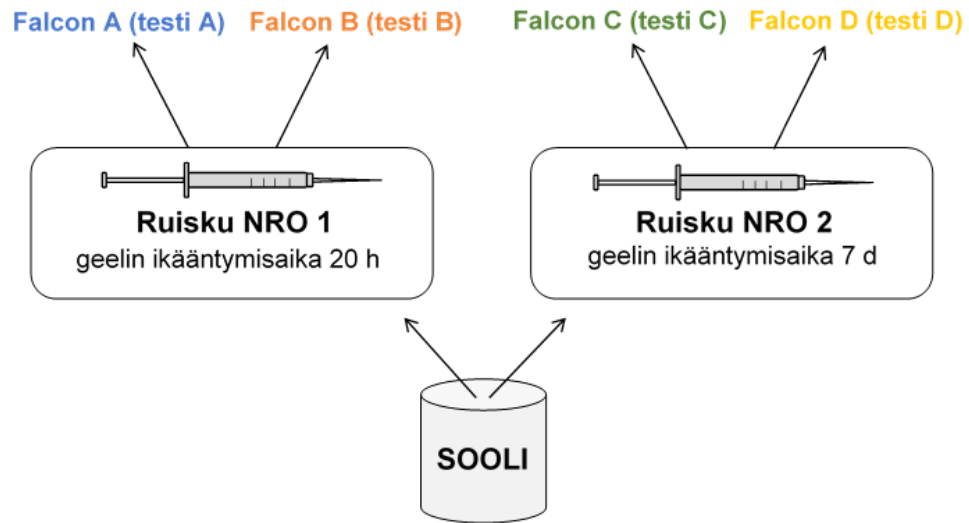 Falcon A (testi A) Falcon B (testi B) Falcon C (testi C) Falcon D (testi D)
Ruisku NRO 1
geelin ikääntymisaika 20 h
Ruisku NRO 2
geelin ikääntymisaika 7 d
SOOLI